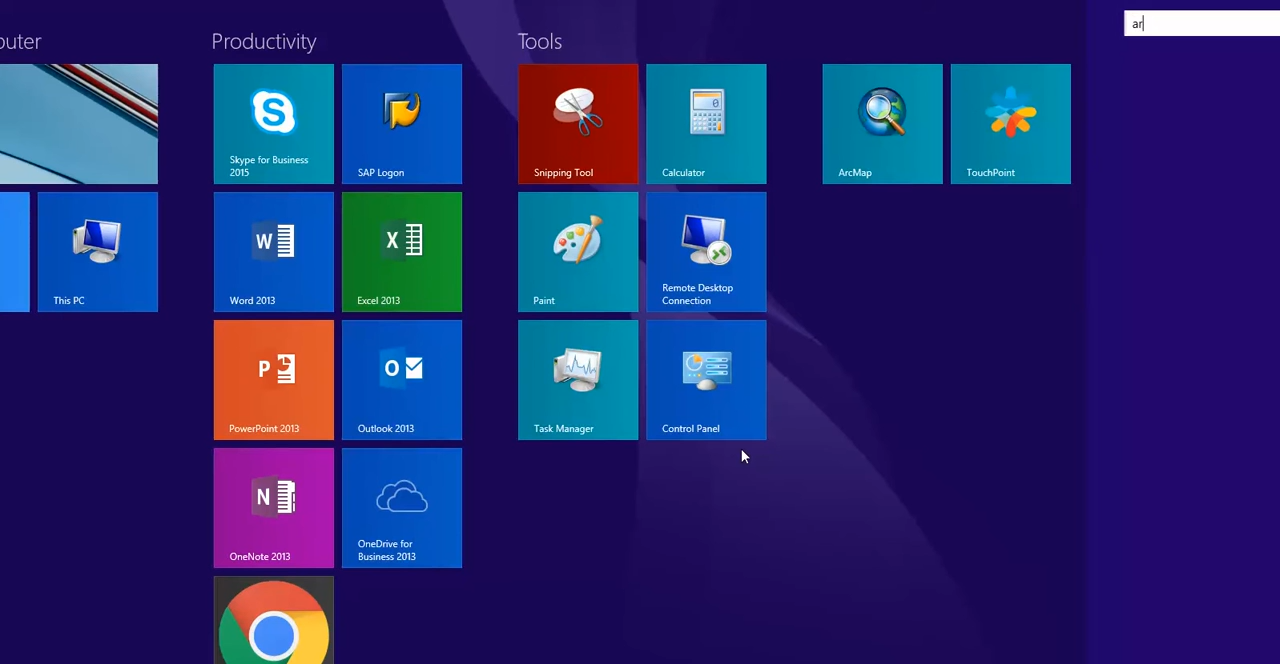 ar
outer
Productivity
Tools
Skype for Business
2015
SAP Logon
Snipping Tool
Calculator
ArcMap
TouchPoint
This PC
Word 2013
Excel 2013
Paint
Remote Desktop
Connection
PowerPoint 2013
Outlook 2013
Task Manager
Control Panel
OneNote 2013
OneDrive for
Business 2013